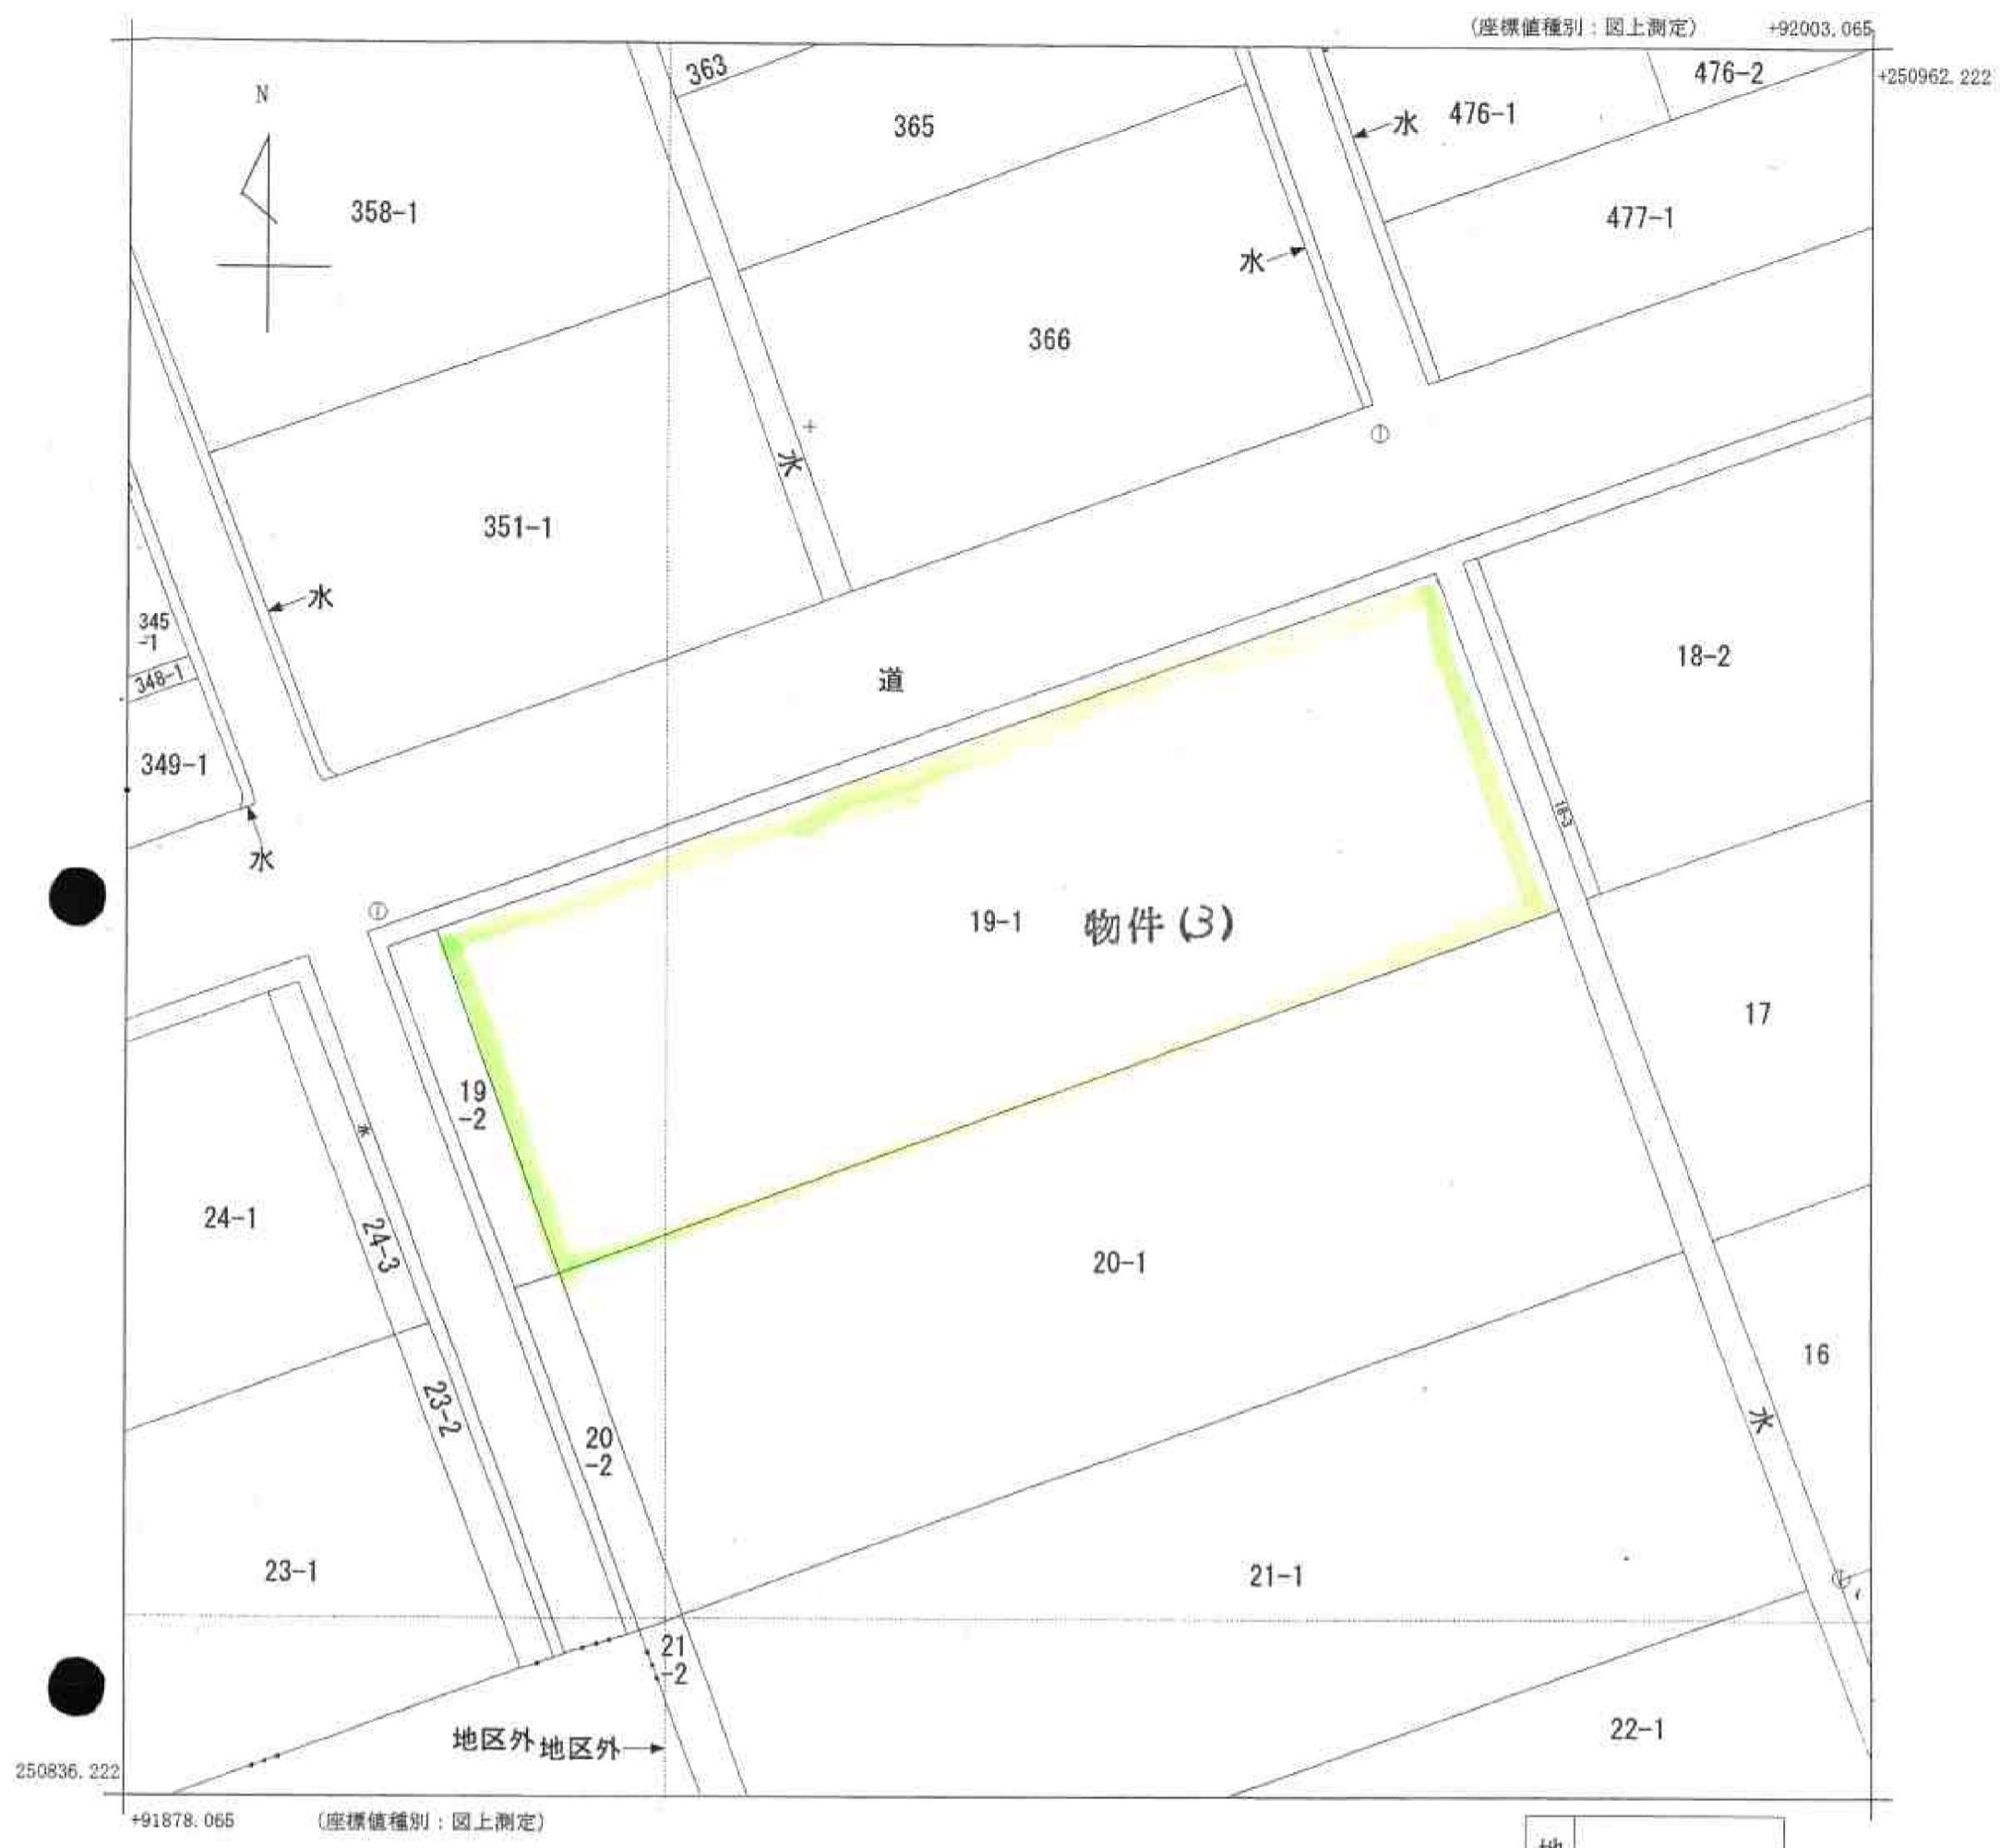 (座標値種別：図上測定)
+92003.065
+250962.222
N
363
365
358-1
水
476-1
476-2
477-1
水
366
水
351-1
水
345
-1
348-1
349-1
水
道
18-2
18-3
19-1
物件(3)
17
19
-2
水
24-1
24-3
20-1
16
23-2
水
20
-2
23-1
21-1
21
-2
地区外
地区外
22-1
250836.222
+91878.065
(座標値種別：図上測定)